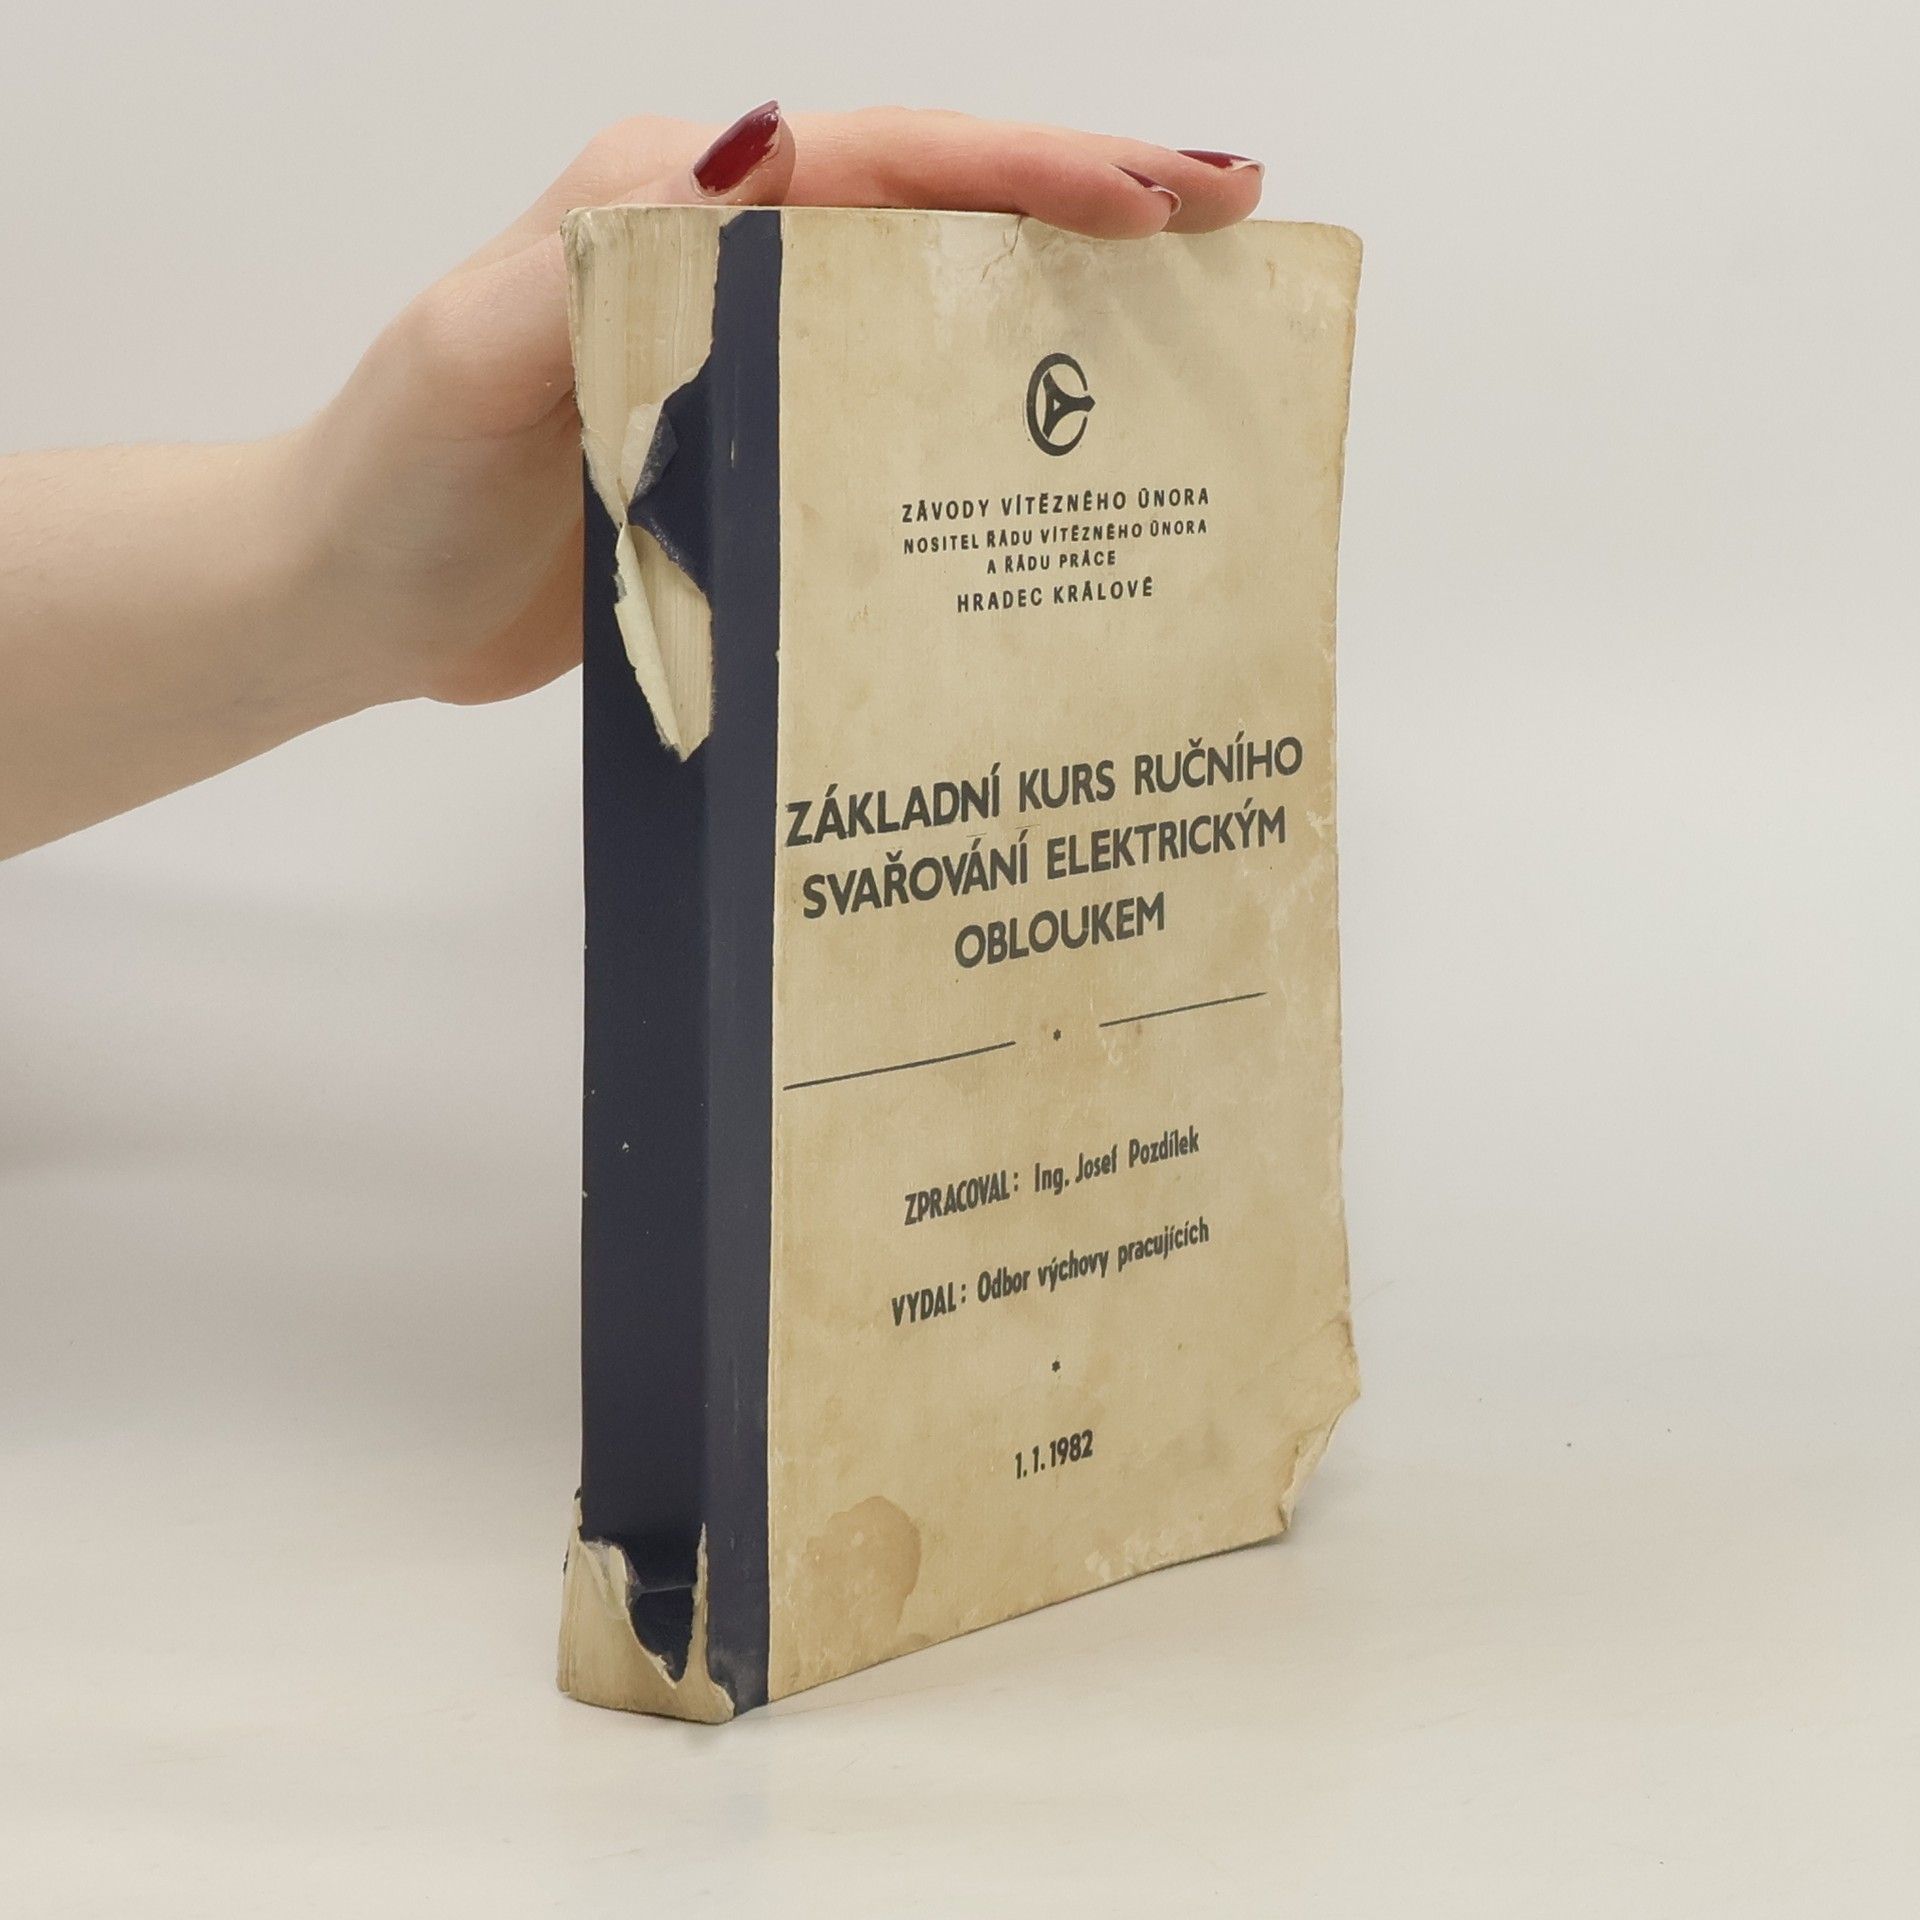 ZÁVODY VÍTĚZNÉHO ÚNORA
NOSITEL ŘÁDU VÍTĚZNÉHO ÚNORA
A ŘÁDU PRÁCE
HRADEC KRÁLOVÉ
ZÁKLADNÍ KURS RUČNÍHO
SVAŘOVÁNÍ ELEKTRICKÝM
OBLOUKEM
ZPRACOVAL: Ing. Josef Pozdílek
VYDAL: Odbor výchovy pracujících
1.1.1982